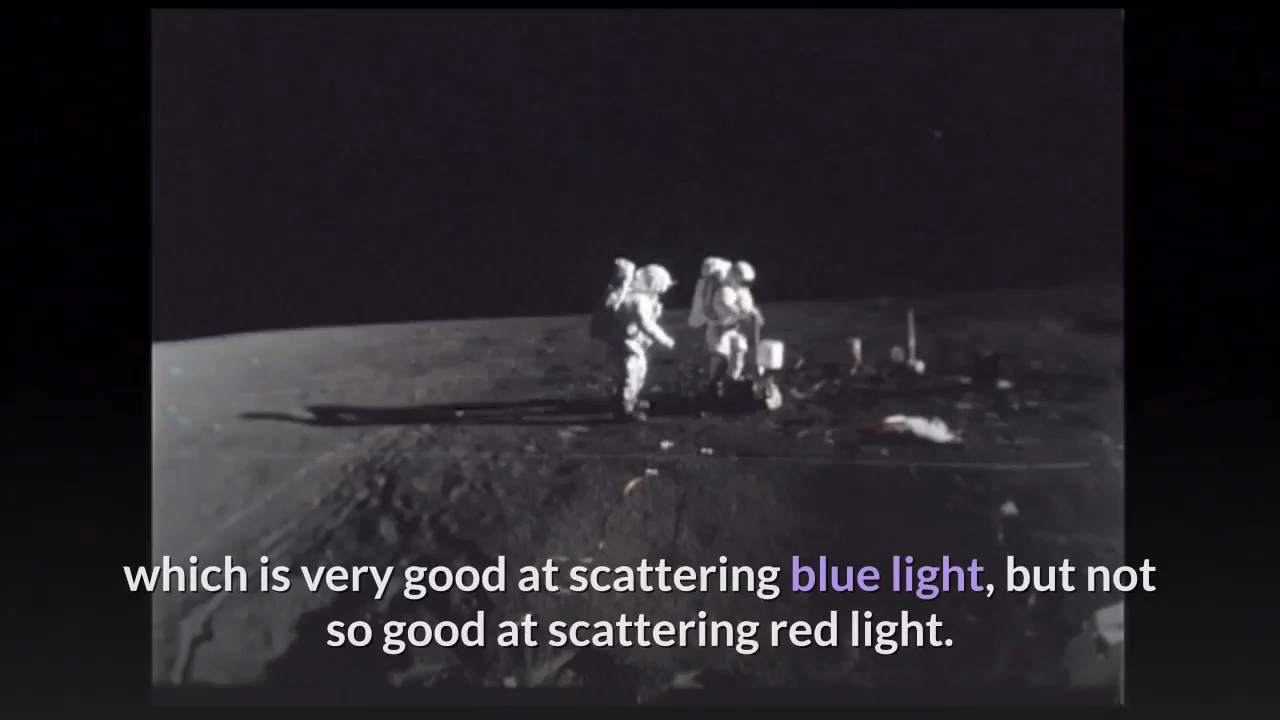 which is very good at scattering blue light, but not
so good at scattering red light.